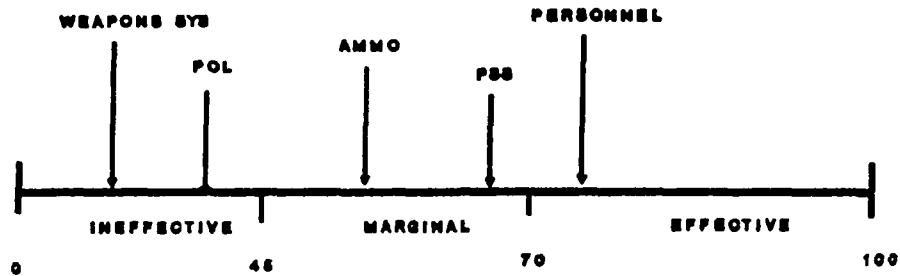 PERSONNEL
WEAPONS SYS
AMMO
POL
PSS
INEFFECTIVE MARGINAL EFFECTIVE
0 45 70 100